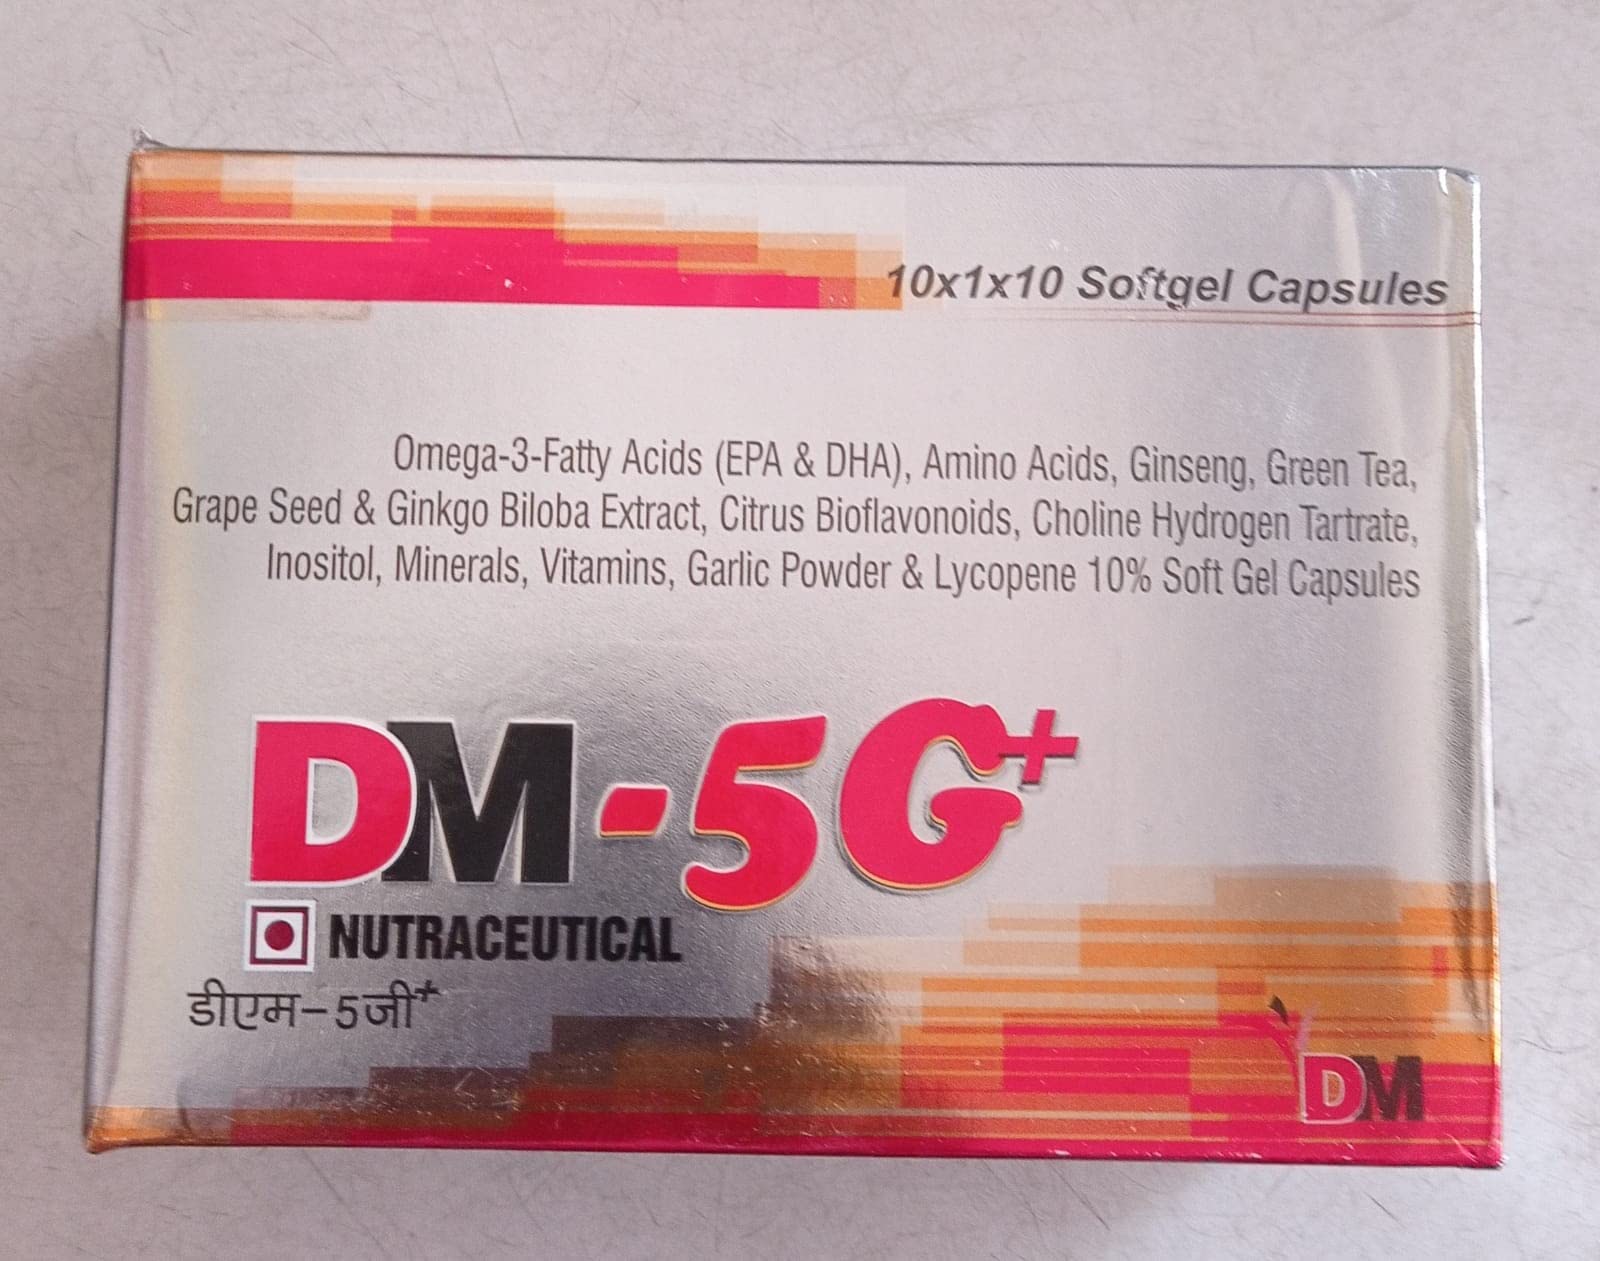 10x1x10 Softgel Capsules
Omega-3-Fatty Acids (EPA & DHA), Amino Acids, Ginseng, Green Tea,
Grape Seed & Ginkgo Biloba Extract, Citrus Bioflavonoids, Choline Hydrogen Tartrate,
Inositol, Minerals, Vitamins, Garlic Powder & Lycopene 10% Soft Gel Capsules
DM-5G+
NUTRACEUTICAL
डीएम-5जी+
DM